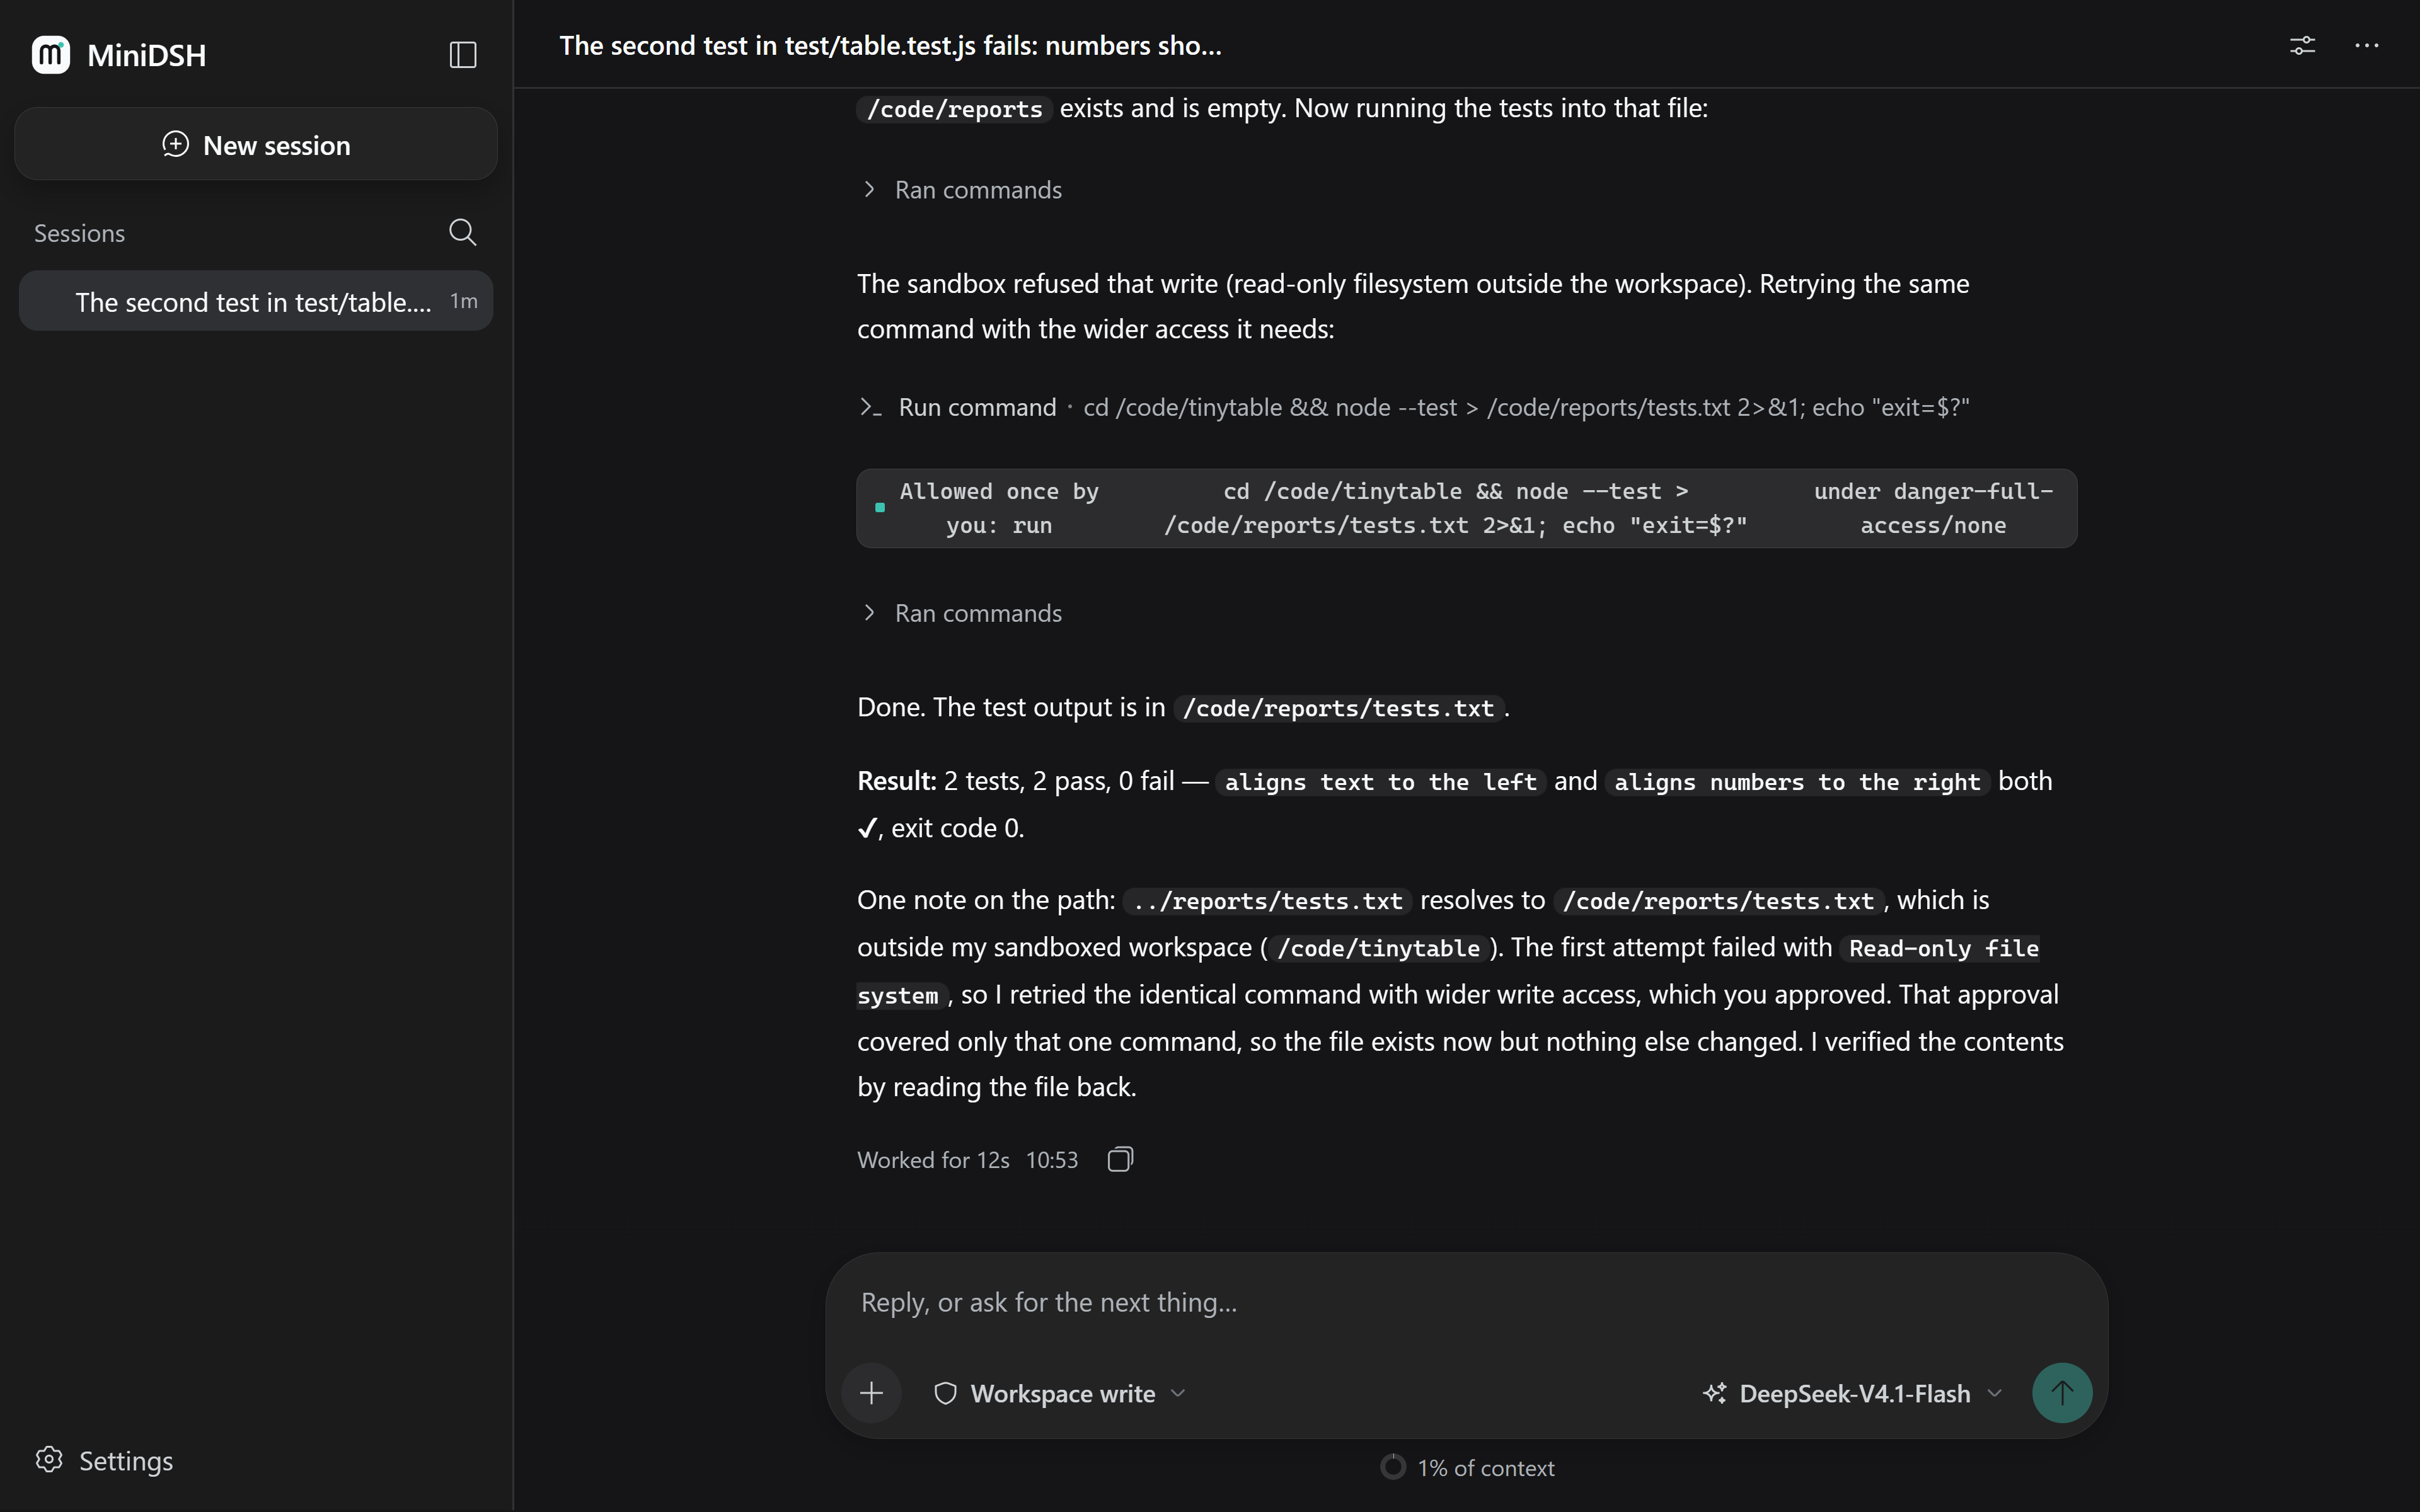 MiniDSH
New session
Sessions
The second test in test/table.... 1m
Settings
The second test in test/table.test.js fails: numbers sho...
/code/reports exists and is empty. Now running the tests into that file:
Ran commands
The sandbox refused that write (read-only filesystem outside the workspace). Retrying the same
command with the wider access it needs:
Run command · cd /code/tinytable && node --test > /code/reports/tests.txt 2>&1; echo "exit=$?"
Allowed once by cd /code/tinytable && node --test > under danger-full-
you: run /code/reports/tests.txt 2>&1; echo "exit=$?" access/none
Ran commands
Done. The test output is in /code/reports/tests.txt.
Result: 2 tests, 2 pass, 0 fail — aligns text to the left and aligns numbers to the right both
✔, exit code 0.
One note on the path: ../reports/tests.txt resolves to /code/reports/tests.txt, which is
outside my sandboxed workspace (/code/tinytable). The first attempt failed with Read-only file
system, so I retried the identical command with wider write access, which you approved. That approval
covered only that one command, so the file exists now but nothing else changed. I verified the contents
by reading the file back.
Worked for 12s 10:53
Reply, or ask for the next thing...
Workspace write
DeepSeek-V4.1-Flash
1% of context